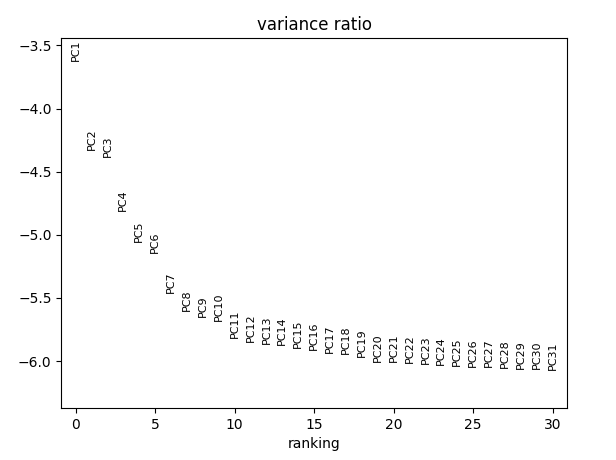 variance ratio
−3.5
−4.0
−4.5
−5.0
−5.5
−6.0
PC1
PC2
PC3
PC4
PC5
PC6
PC7
PC8
PC9
PC10
PC11
PC12
PC13
PC14
PC15
PC16
PC17
PC18
PC19
PC20
PC21
PC22
PC23
PC24
PC25
PC26
PC27
PC28
PC29
PC30
PC31
0 5 10 15 20 25 30
ranking